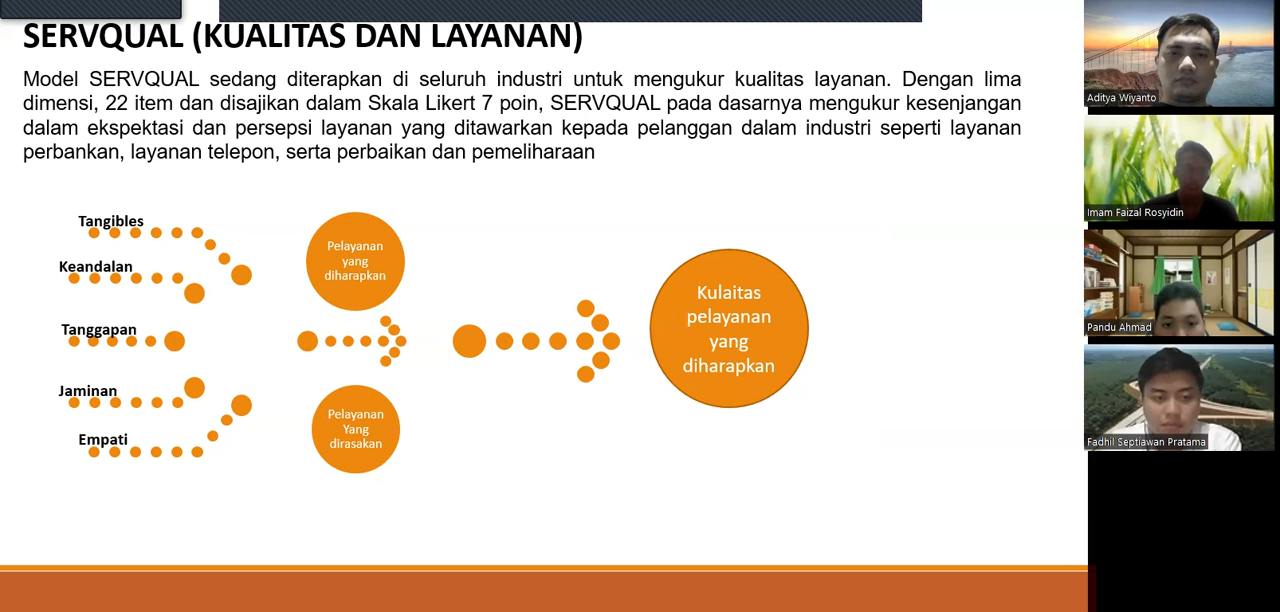 SERVQUAL (KUALITAS DAN LAYANAN)
Model SERVQUAL sedang diterapkan di seluruh industri untuk mengukur kualitas layanan. Dengan lima
dimensi, 22 item dan disajikan dalam Skala Likert 7 poin, SERVQUAL pada dasarnya mengukur kesenjangan
dalam ekspektasi dan persepsi layanan yang ditawarkan kepada pelanggan dalam industri seperti layanan
perbankan, layanan telepon, serta perbaikan dan pemeliharaan
Tangibles
Keandalan
Tanggapan
Jaminan
Empati
Pelayanan
yang
diharapkan
Pelayanan
Yang
dirasakan
Kulaitas
pelayanan
yang
diharapkan
Aditya Wiyanto
Imam Faizal Rosyidin
Pandu Ahmad
Fadhil Septiawan Pratama